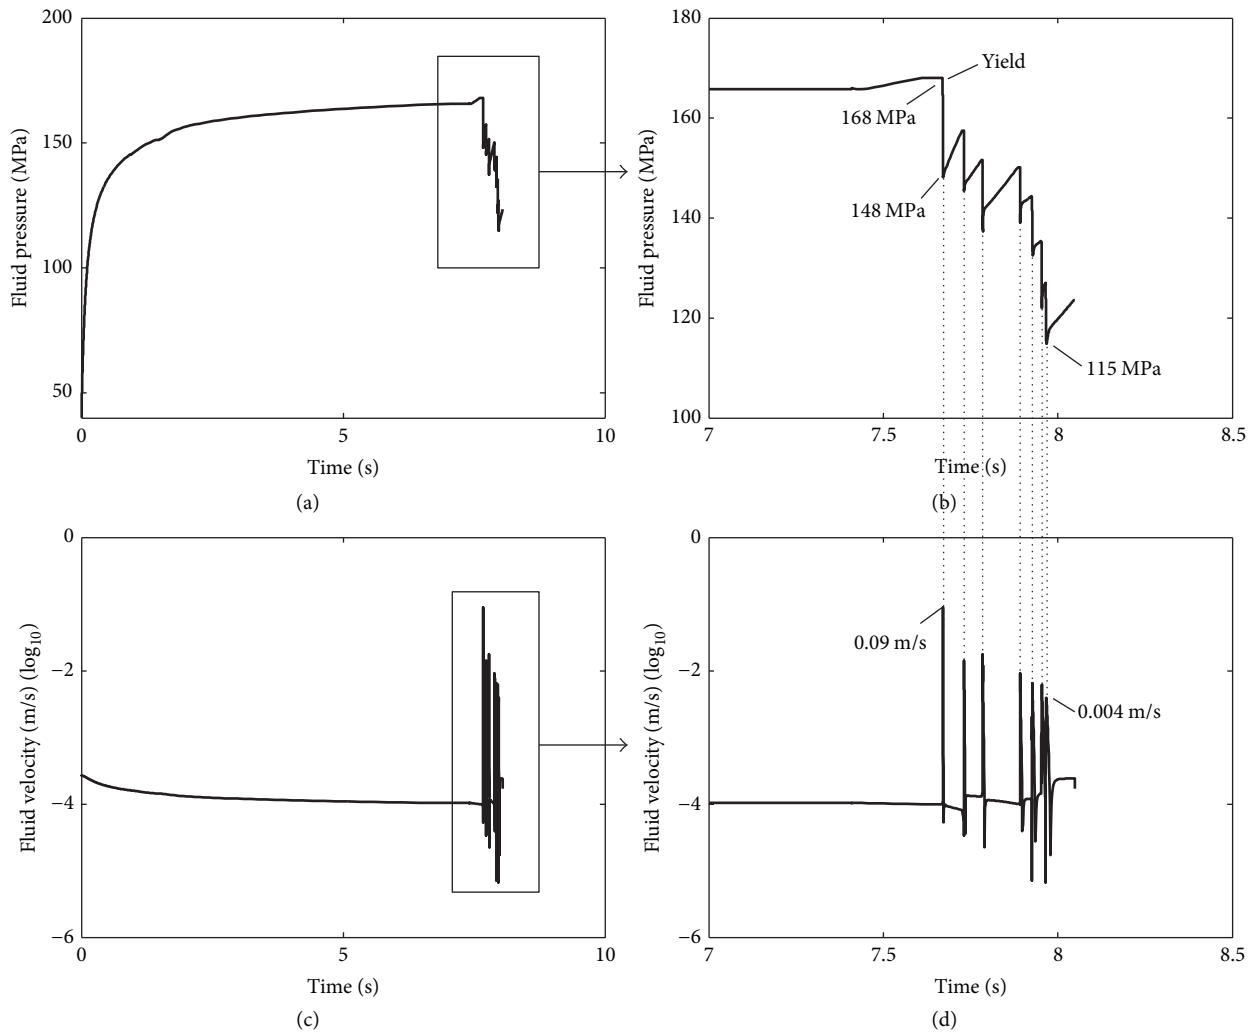 (a)
200
150
100
50
0
5
10
Fluid pressure (MPa)
Time (s)
(b)
180
160
140
120
100
7
7.5
8
8.5
Fluid pressure (MPa)
Time (s)
Yield
168 MPa
148 MPa
115 MPa
(a)
(b)
0
−2
−4
−6
0
5
10
Fluid velocity (m/s) (log₁₀)
Time (s)
(c)
0
−2
−4
−6
7
7.5
8
8.5
Fluid velocity (m/s) (log₁₀)
Time (s)
0.09 m/s
0.004 m/s
(d)